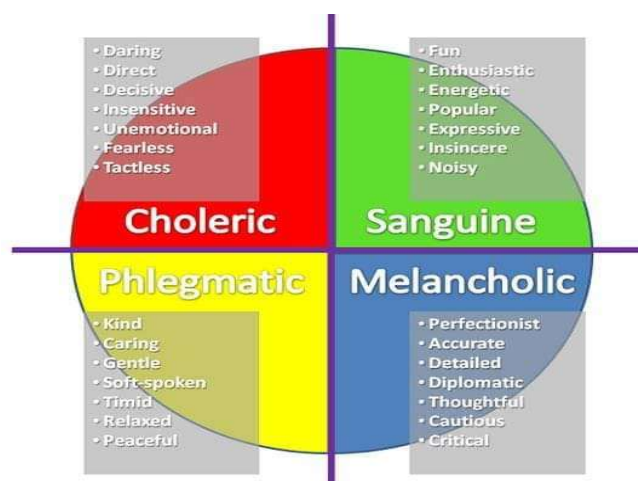 • Daring
• Direct
• Decisive
• Insensitive
• Unemotional
• Fearless
• Tactless
Choleric
• Fun
• Enthusiastic
• Energetic
• Popular
• Expressive
• Insincere
• Noisy
Sanguine
Phlegmatic
• Kind
• Caring
• Gentle
• Soft-spoken
• Timid
• Relaxed
• Peaceful
Melancholic
• Perfectionist
• Accurate
• Detailed
• Diplomatic
• Thoughtful
• Cautious
• Critical